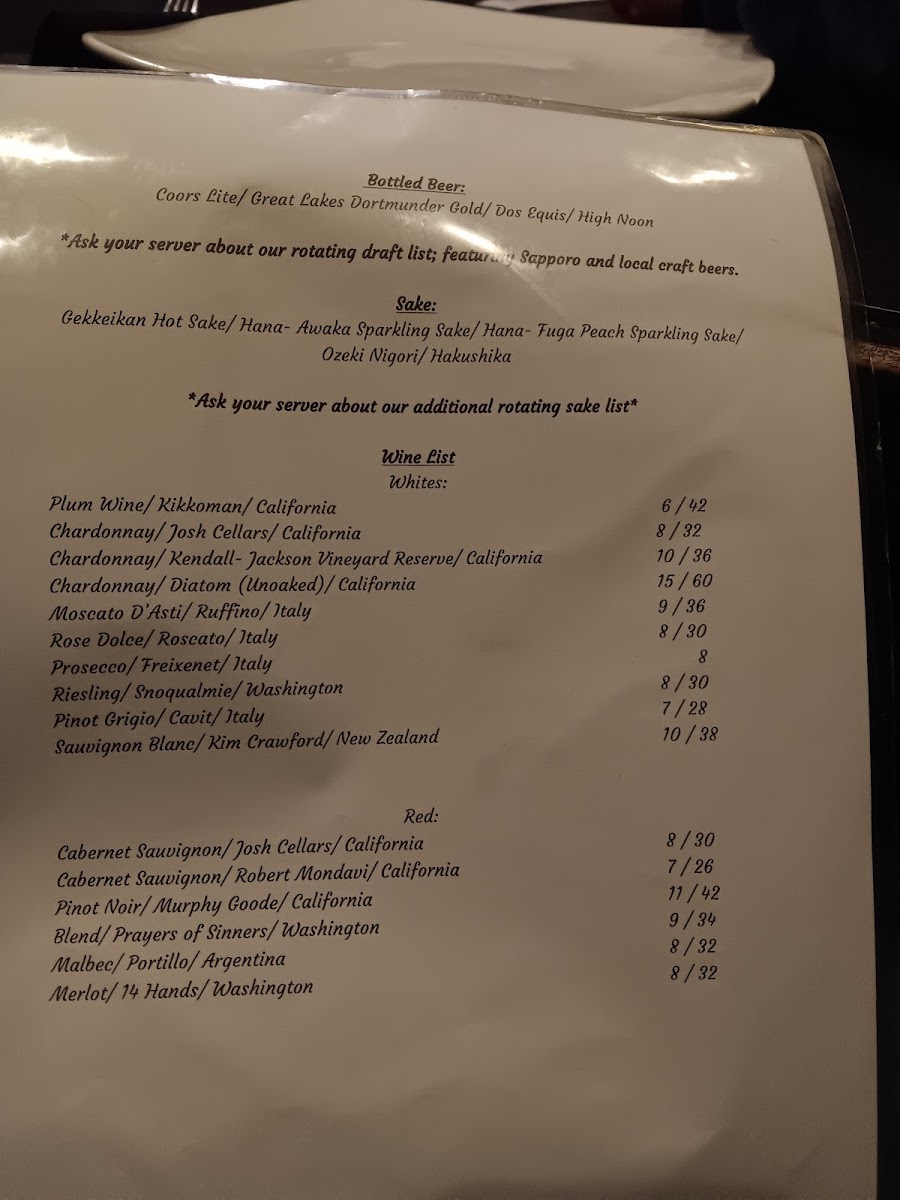 Bottled Beer:
Coors Lite/ Great Lakes Dortmunder Gold/ Dos Equis/ High Noon
*Ask your server about our rotating draft list; featuring Sapporo and local craft beers.
Sake:
Gekkeikan Hot Sake/ Hana- Awaka Sparkling Sake/ Hana- Fuga Peach Sparkling Sake/
Ozeki Nigori/ Hakushika
*Ask your server about our additional rotating sake list*
Wine List
Whites:
Plum Wine/ Kikkoman/ California 6 / 42
Chardonnay/ Josh Cellars/ California 8 / 32
Chardonnay/ Kendall- Jackson Vineyard Reserve/ California 10 / 36
Chardonnay/ Diatom (Unoaked)/ California 15 / 60
Moscato D'Asti/ Ruffino/ Italy 9 / 36
Rose Dolce/ Roscato/ Italy 8 / 30
Prosecco/ Freixenet/ Italy 8
Riesling/ Snoqualmie/ Washington 8 / 30
Pinot Grigio/ Cavit/ Italy 7 / 28
Sauvignon Blanc/ Kim Crawford/ New Zealand 10 / 38
Red:
Cabernet Sauvignon/ Josh Cellars/ California 8 / 30
Cabernet Sauvignon/ Robert Mondavi/ California 7 / 26
Pinot Noir/ Murphy Goode/ California 11 / 42
Blend/ Prayers of Sinners/ Washington 9 / 34
Malbec/ Portillo/ Argentina 8 / 32
Merlot/ 14 Hands/ Washington 8 / 32